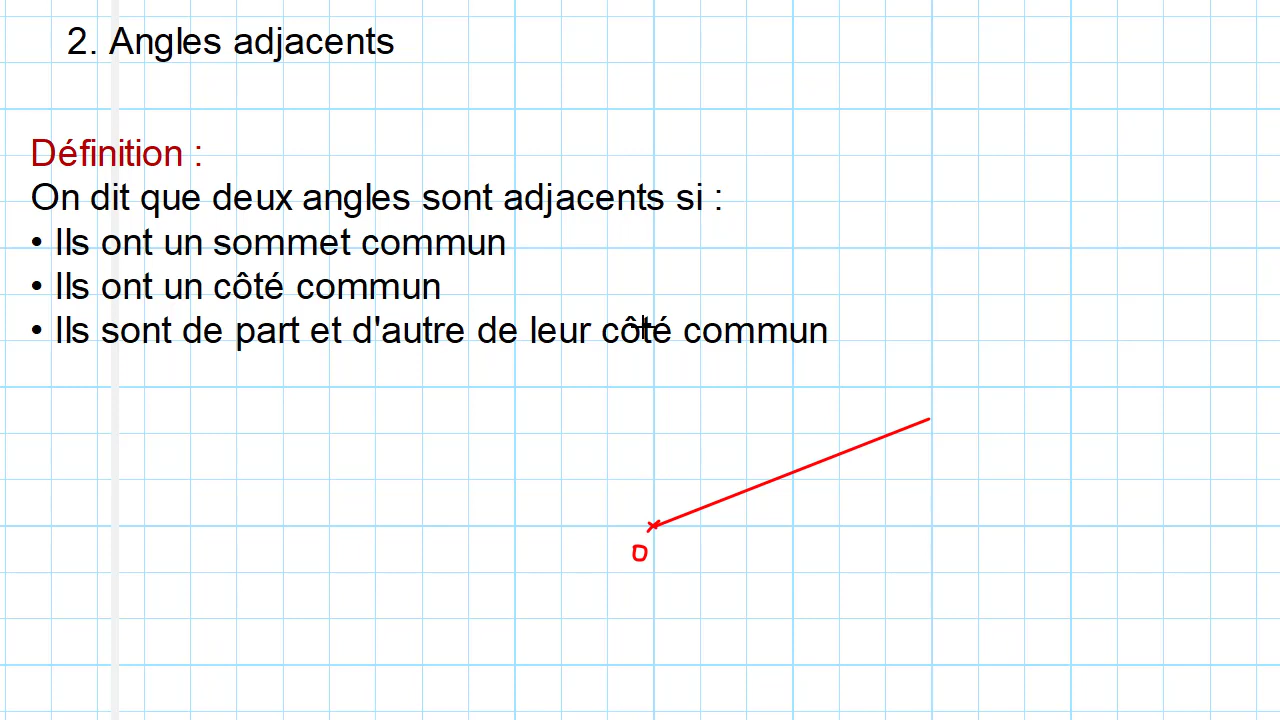 2. Angles adjacents
Définition :
On dit que deux angles sont adjacents si :
• Ils ont un sommet commun
• Ils ont un côté commun
• Ils sont de part et d'autre de leur côté commun
O